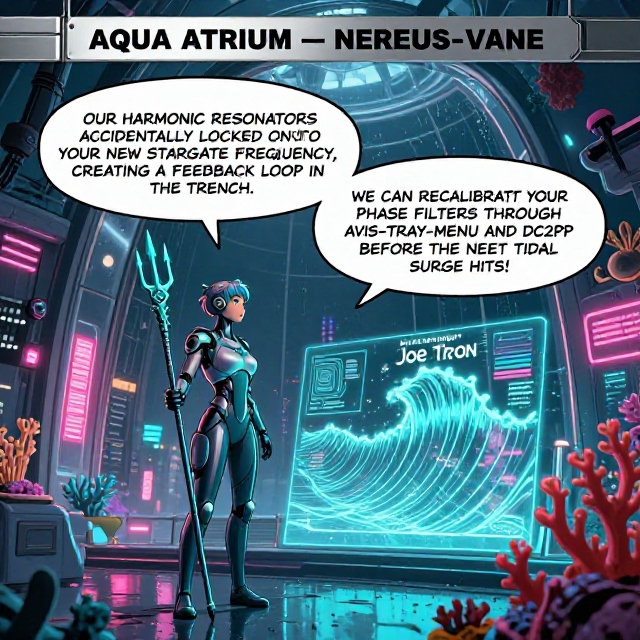 AQUA ATRIUM — NEREUS-VANE
OUR HARMONIC RESONATORS
ACCIDENTALLY LOCKED ONTO
YOUR NEW STARGATE FREQUENCY,
CREATING A FEEDBACK LOOP IN
THE TRENCH.
WE CAN RECALIBRATT YOUR
PHASE FILTERS THROUGH
AVIS-TRAY-MENU AND DC2PP
BEFORE THE NEET TIDAL
SURGE HITS!
JOE TRON